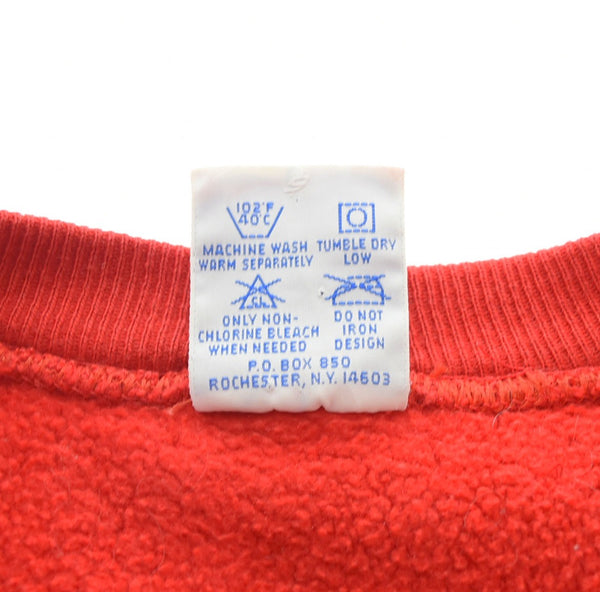 102°F
40°C
MACHINE WASH
WARM SEPARATELY
TUMBLE DRY
LOW
CL
ONLY NON-
CHLORINE BLEACH
WHEN NEEDED
DO NOT
IRON
DESIGN
P.O. BOX 850
ROCHESTER, N.Y. 14603